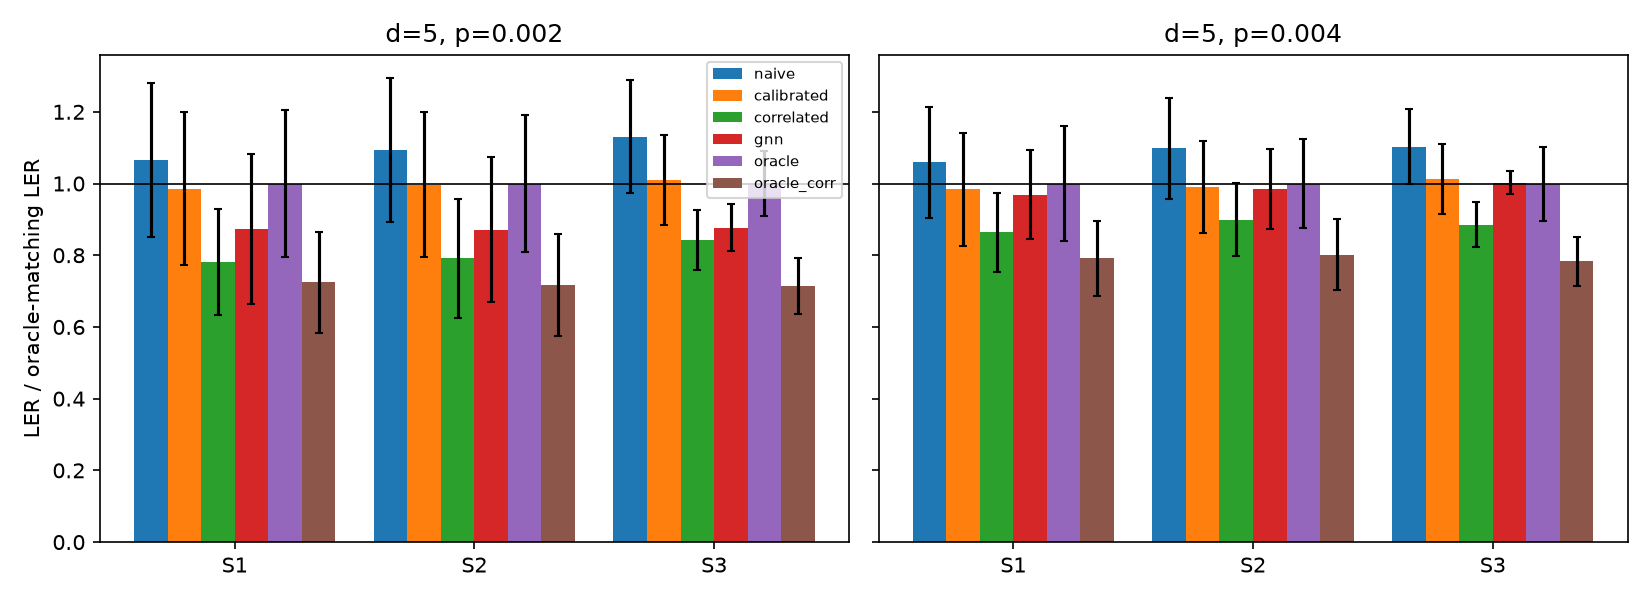 d=5, p=0.002
d=5, p=0.004
LER / oracle-matching LER
1.2
1.0
0.8
0.6
0.4
0.2
0.0
naive
calibrated
correlated
gnn
oracle
oracle_corr
S1
S2
S3
S1
S2
S3